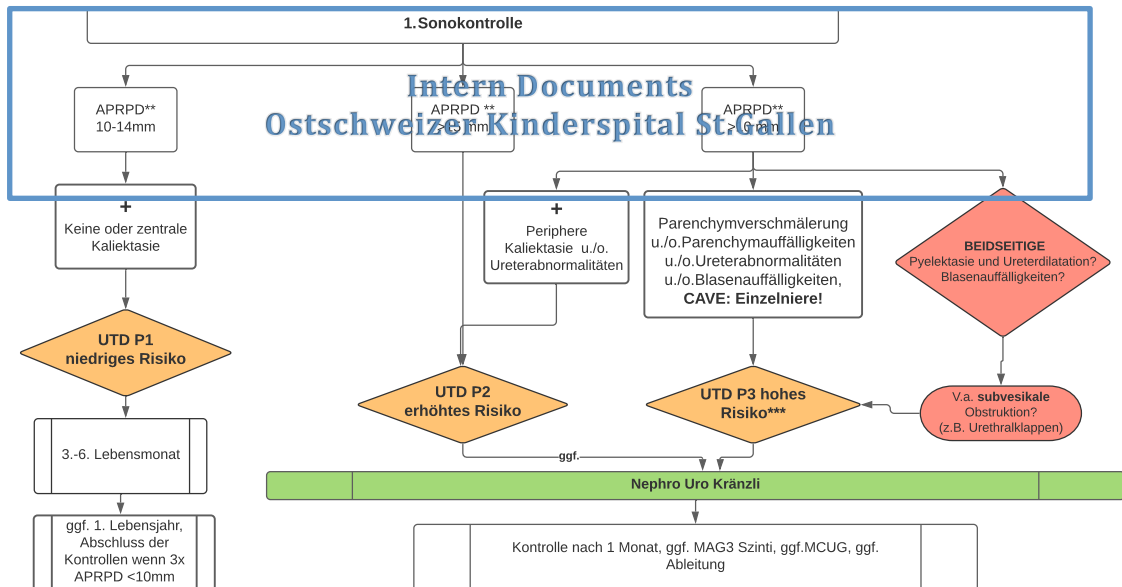 1.Sonokontrolle
Intern Documents
Ostschweizer Kinderspital St.Gallen
APRPD**
10-14mm
APRPD **
>15 mm
APRPD**
mm
+
Keine oder zentrale
Kaliektasie
+
Periphere
Kaliektasie u./o.
Ureterabnormalitäten
Parenchymverschmälerung
u./o.Parenchymauffälligkeiten
u./o.Ureterabnormalitäten
u./o.Blasenauffälligkeiten,
CAVE: Einzelniere!
BEIDSEITIGE
Pyelektasie und Ureterdilatation?
Blasenauffälligkeiten?
UTD P1
niedriges Risiko
UTD P2
erhöhtes Risiko
UTD P3 hohes
Risiko***
V.a. subvesikale
Obstruktion?
(z.B. Urethralklappen)
3.-6. Lebensmonat
ggf.
Nephro Uro Kränzli
ggf. 1. Lebensjahr,
Abschluss der
Kontrollen wenn 3x
APRPD <10mm
Kontrolle nach 1 Monat, ggf. MAG3 Szinti, ggf.MCUG, ggf.
Ableitung